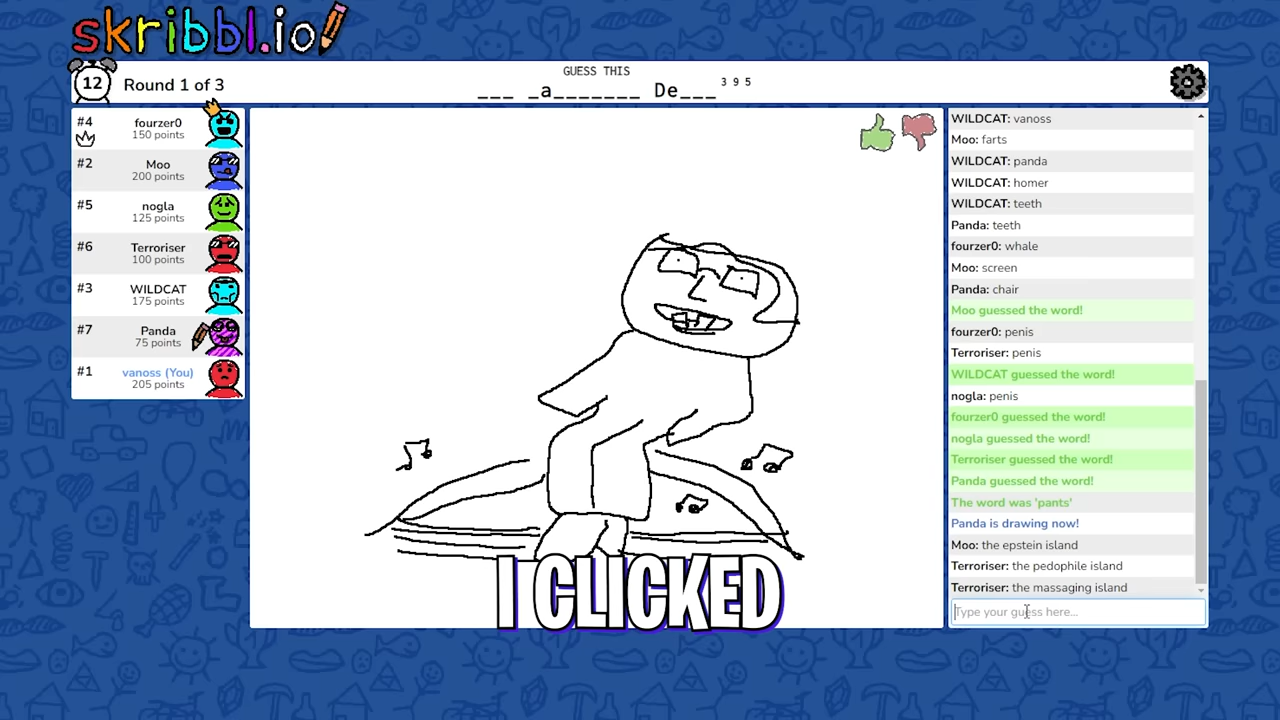 skribbl.io
12 Round 1 of 3
GUESS THIS
___ _a_______ De___ 3 9 5
#4 fourzer0
150 points
#2 Moo
200 points
#5 nogla
125 points
#6 Terroriser
100 points
#3 WILDCAT
175 points
#7 Panda
75 points
#1 vanoss (You)
205 points
I CLICKED
WILDCAT: vanoss
Moo: farts
WILDCAT: panda
WILDCAT: homer
WILDCAT: teeth
Panda: teeth
fourzer0: whale
Moo: screen
Panda: chair
Moo guessed the word!
fourzer0: penis
Terroriser: penis
WILDCAT guessed the word!
nogla: penis
fourzer0 guessed the word!
nogla guessed the word!
Terroriser guessed the word!
Panda guessed the word!
The word was 'pants'
Panda is drawing now!
Moo: the epstein island
Terroriser: the pedophile island
Terroriser: the massaging island
Type your guess here...